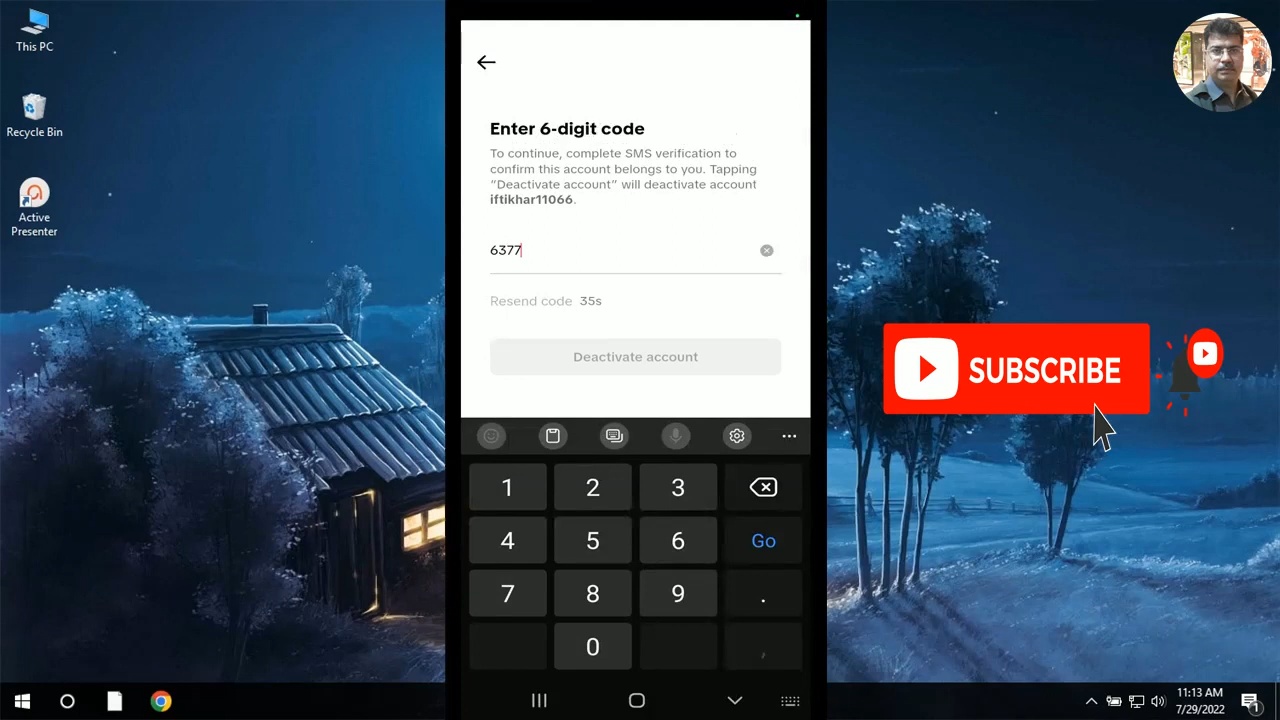 This PC
Recycle Bin
Active
Presenter
Enter 6-digit code
To continue, complete SMS verification to
confirm this account belongs to you. Tapping
“Deactivate account” will deactivate account
iftikhar11066.
6377
Resend code 35s
Deactivate account
SUBSCRIBE
1 2 3
4 5 6 Go
7 8 9 .
0 ,
11:13 AM
7/29/2022
1